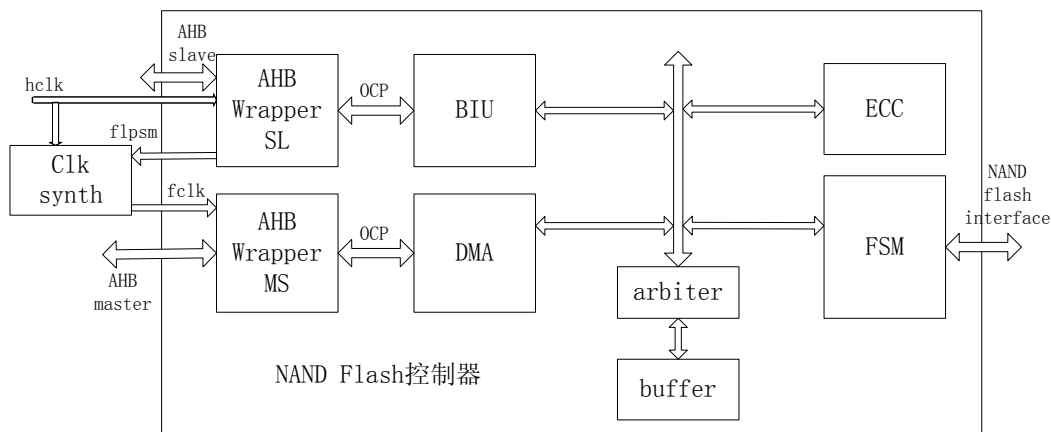 AHB
slave
hclk
AHB
Wrapper
SL
OCP
BIU
ECC
flpsm
Clk
synth
fclk
AHB
Wrapper
MS
OCP
DMA
FSM
NAND
flash
interface
AHB
master
arbiter
buffer
NAND Flash控制器